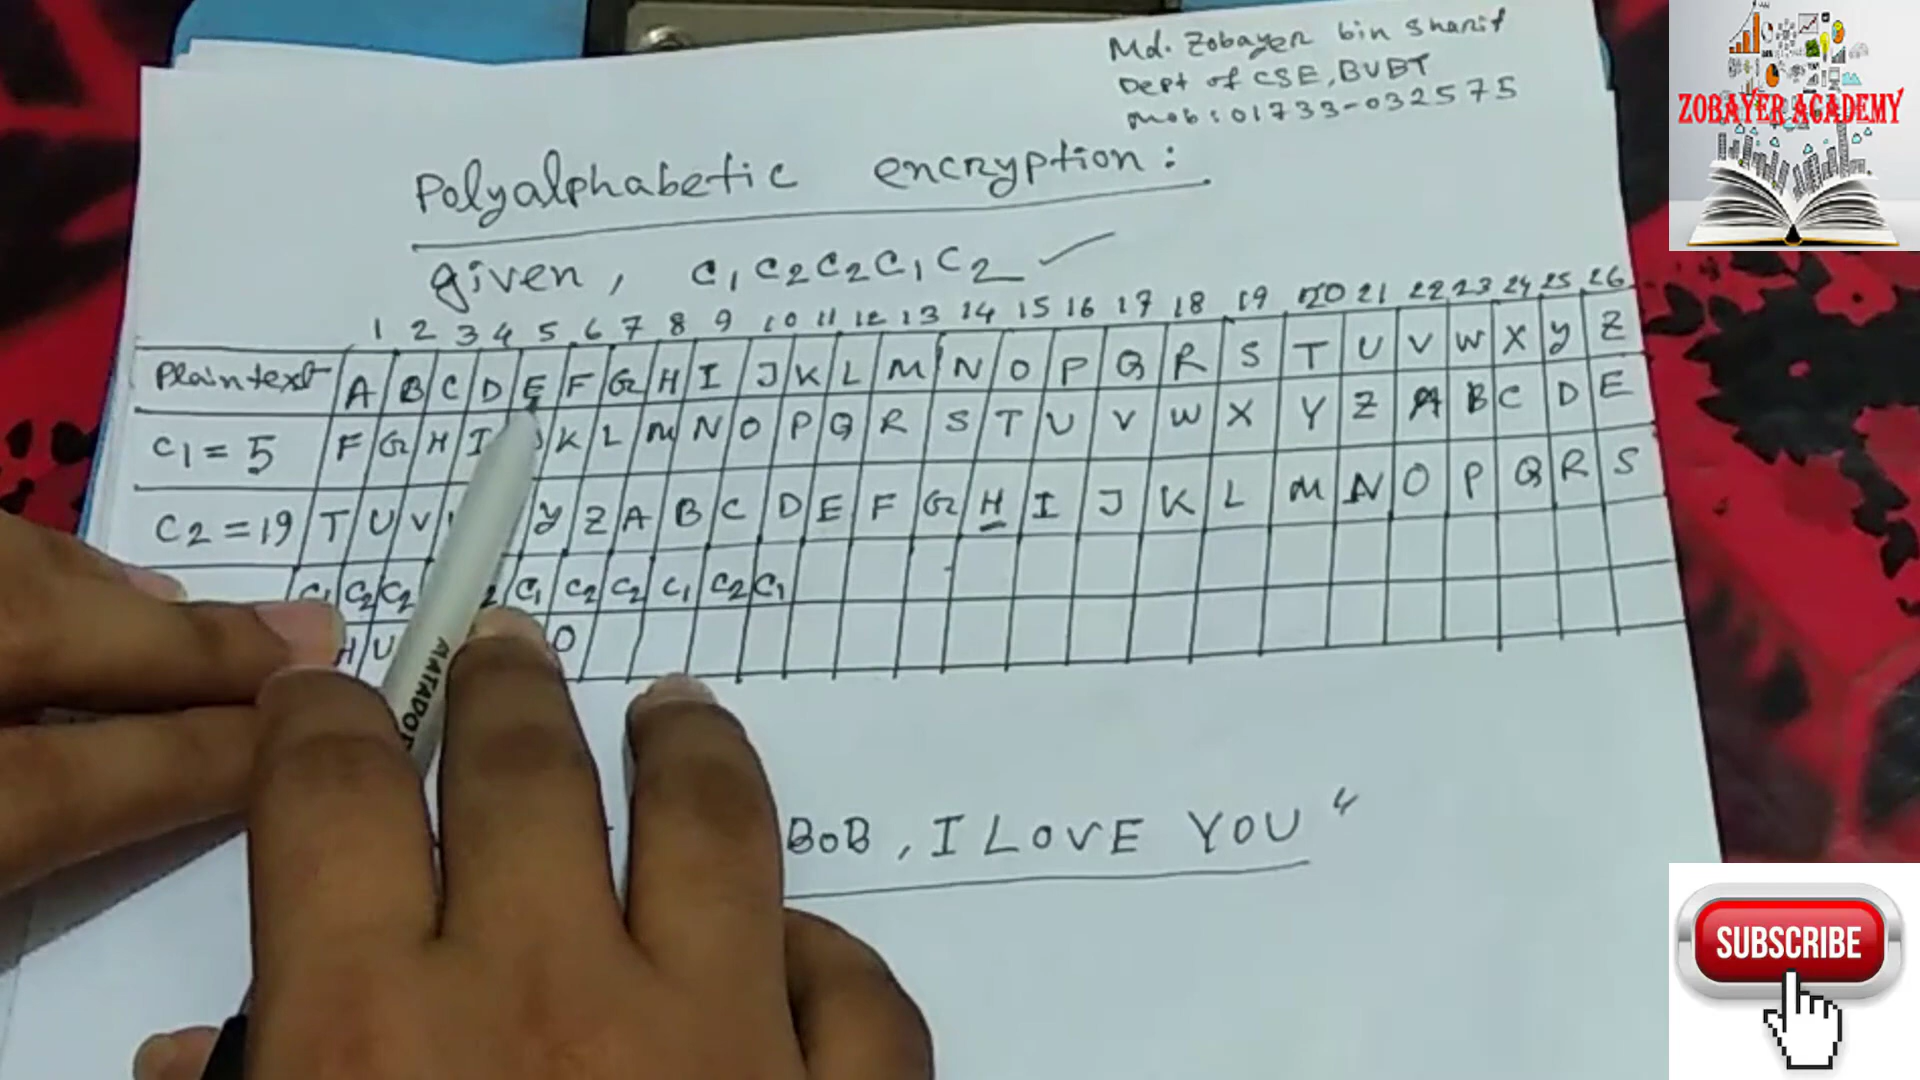 Md. Zobayer bin Sharif
Dept of CSE, BUBT
mob: 01733-032575
ZOBAYER ACADEMY
Polyalphabetic encryption:
given, C1 C2 C2 C1 C2
1 2 3 4 5 6 7 8 9 10 11 12 13 14 15 16 17 18 19 20 21 22 23 24 25 26
Plaintext A B C D E F G H I J K L M N O P Q R S T U V W X Y Z
C1 = 5 F G H I K L M N O P Q R S T U V W X Y Z A B C D E
C2 = 19 T U V Y Z A B C D E F G H I J K L M N O P Q R S
C1 C2 C2 2 C1 C2 C2 C1 C2 C1
H U O
BOB, I LOVE YOU"
MATADO
SUBSCRIBE